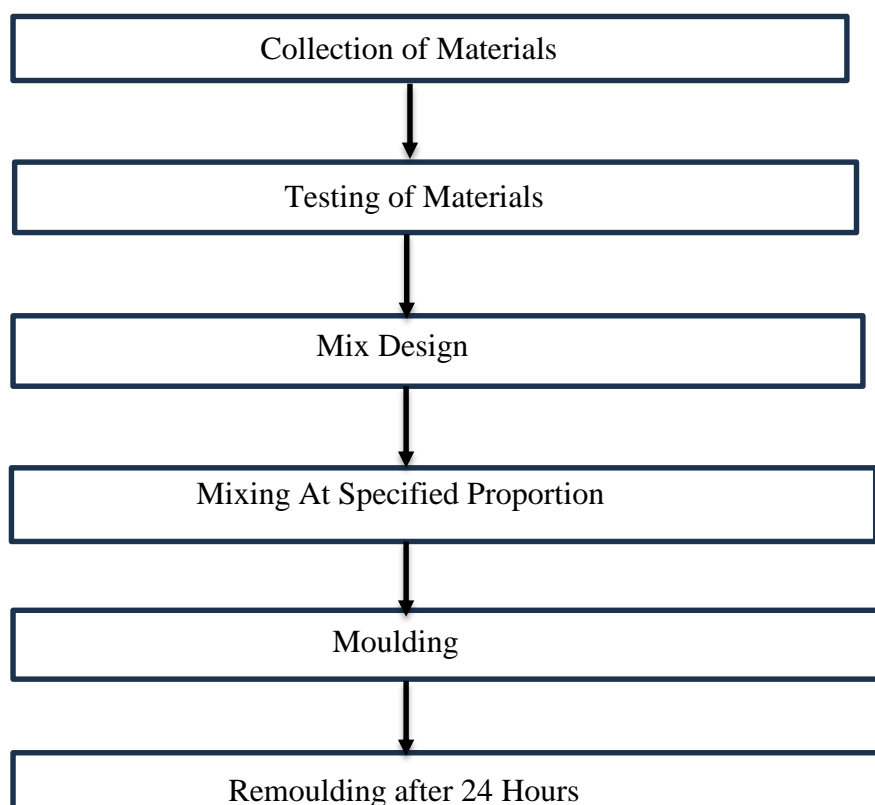 Collection of Materials
Testing of Materials
Mix Design
Mixing At Specified Proportion
Moulding
Remoulding after 24 Hours